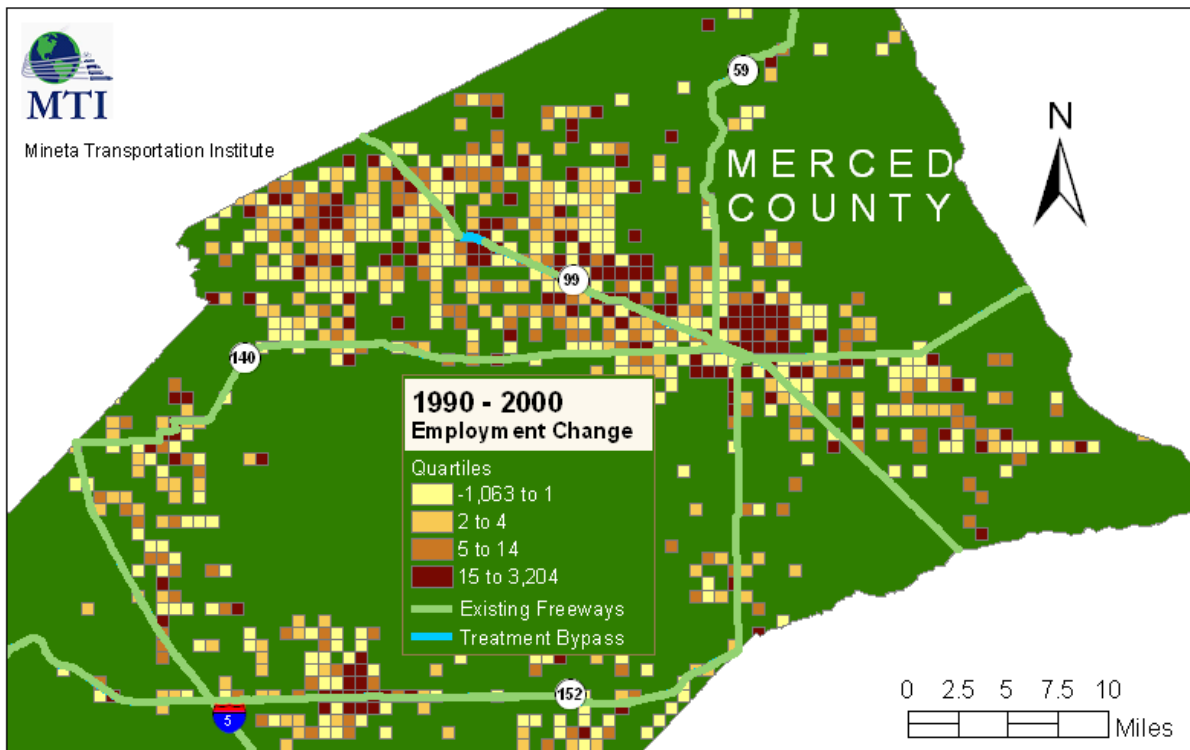 MTI
Mineta Transportation Institute
59
N
MERCED
COUNTY
99
140
1990 - 2000
Employment Change
Quartiles
-1,063 to 1
2 to 4
5 to 14
15 to 3,204
Existing Freeways
Treatment Bypass
152
5
0 2.5 5 7.5 10
Miles